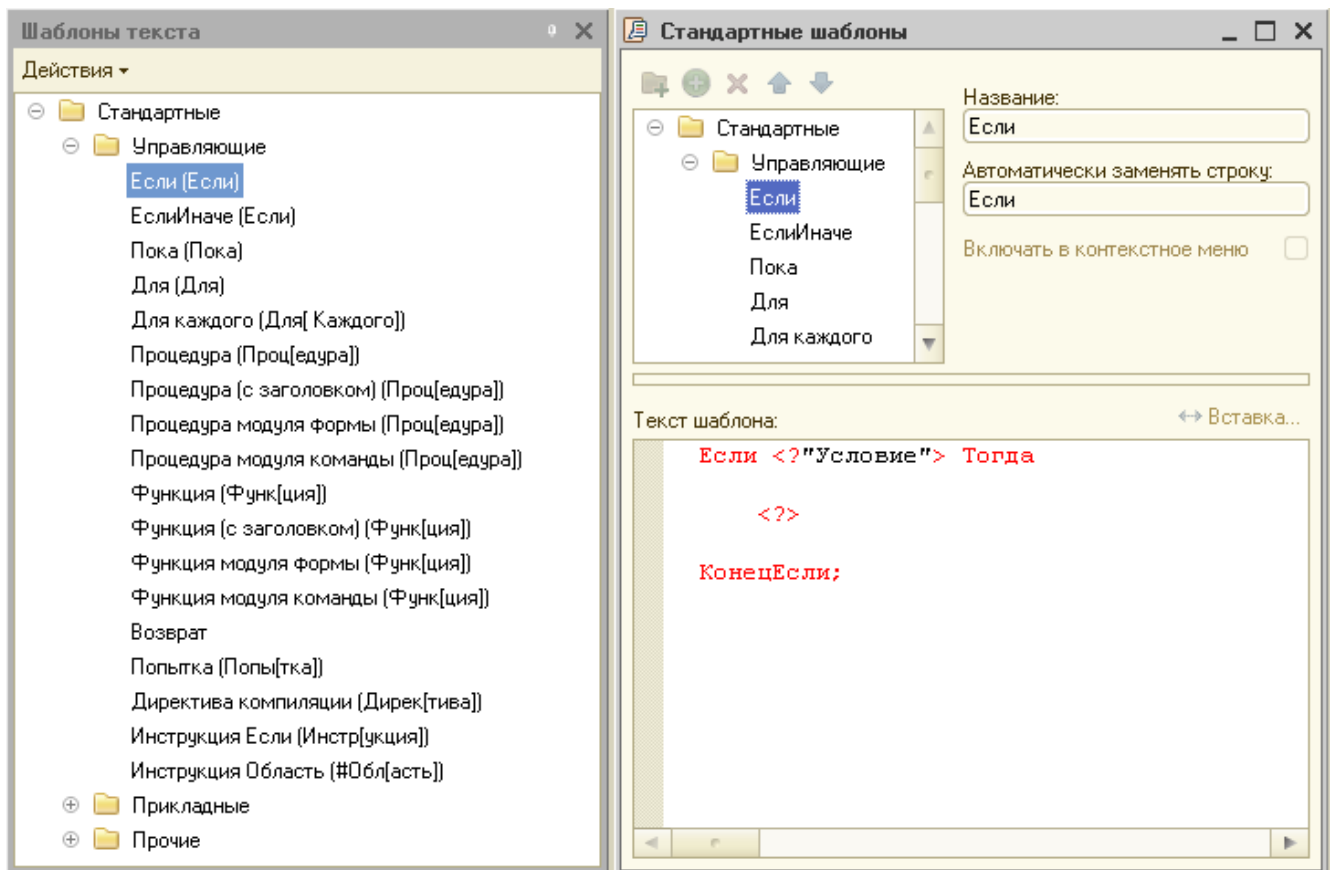 Шаблоны текста
Действия
Стандартные
Управляющие
Если (Если)
ЕслиИначе (Если)
Пока (Пока)
Для (Для)
Для каждого (Для[ Каждого])
Процедура (Проц[едура])
Процедура (с заголовком) (Проц[едура])
Процедура модуля формы (Проц[едура])
Процедура модуля команды (Проц[едура])
Функция (Функ[ция])
Функция (с заголовком) (Функ[ция])
Функция модуля формы (Функ[ция])
Функция модуля команды (Функ[ция])
Возврат
Попытка (Попы[тка])
Директива компиляции (Дирек[тива])
Инструкция Если (Инстр[укция])
Инструкция Область (#Обл[асть])
Прикладные
Прочие
Стандартные шаблоны
Стандартные
Управляющие
Если
ЕслиИначе
Пока
Для
Для каждого
Название:
Если
Автоматически заменять строку:
Если
Включать в контекстное меню
Текст шаблона:
Вставка...
Если <?"Условие"> Тогда
<?>
КонецЕсли;